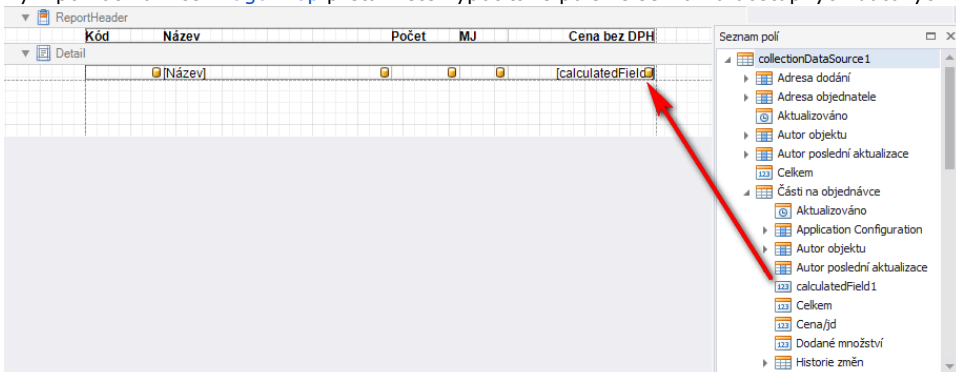 ReportHeader
Kód Název Počet MJ Cena bez DPH
Detail
[Název] [calculatedField
Seznam polí
collectionDataSource1
Adresa dodání
Adresa objednatele
Aktualizováno
Autor objektu
Autor poslední aktualizace
Celkem
Části na objednávce
Aktualizováno
Application Configuration
Autor objektu
Autor poslední aktualizace
calculatedField1
Celkem
Cena/jd
Dodané množství
Historie změn